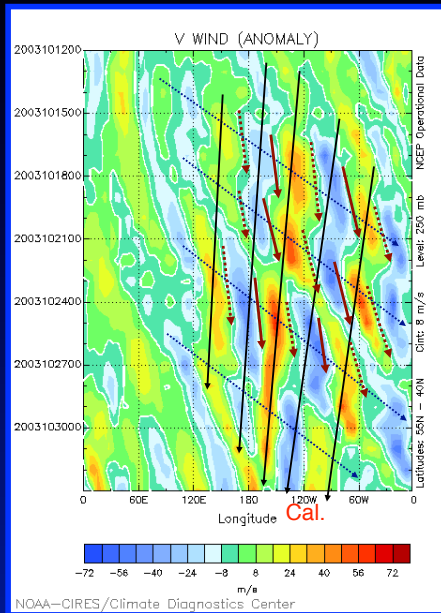 V WIND (ANOMALY)
2003101200
2003101500
2003101800
2003102100
2003102400
2003102700
2003103000
0
60E
120E
180
120W
60W
0
Cal.
Longitude
NCEP Operational Data
Level: 250 mb
Cint: 8 m/s
Latitudes: 55N – 40N
-72 -56 -40 -24 -8 8 24 40 56 72
m/s
NOAA-CIRES/Climate Diagnostics Center